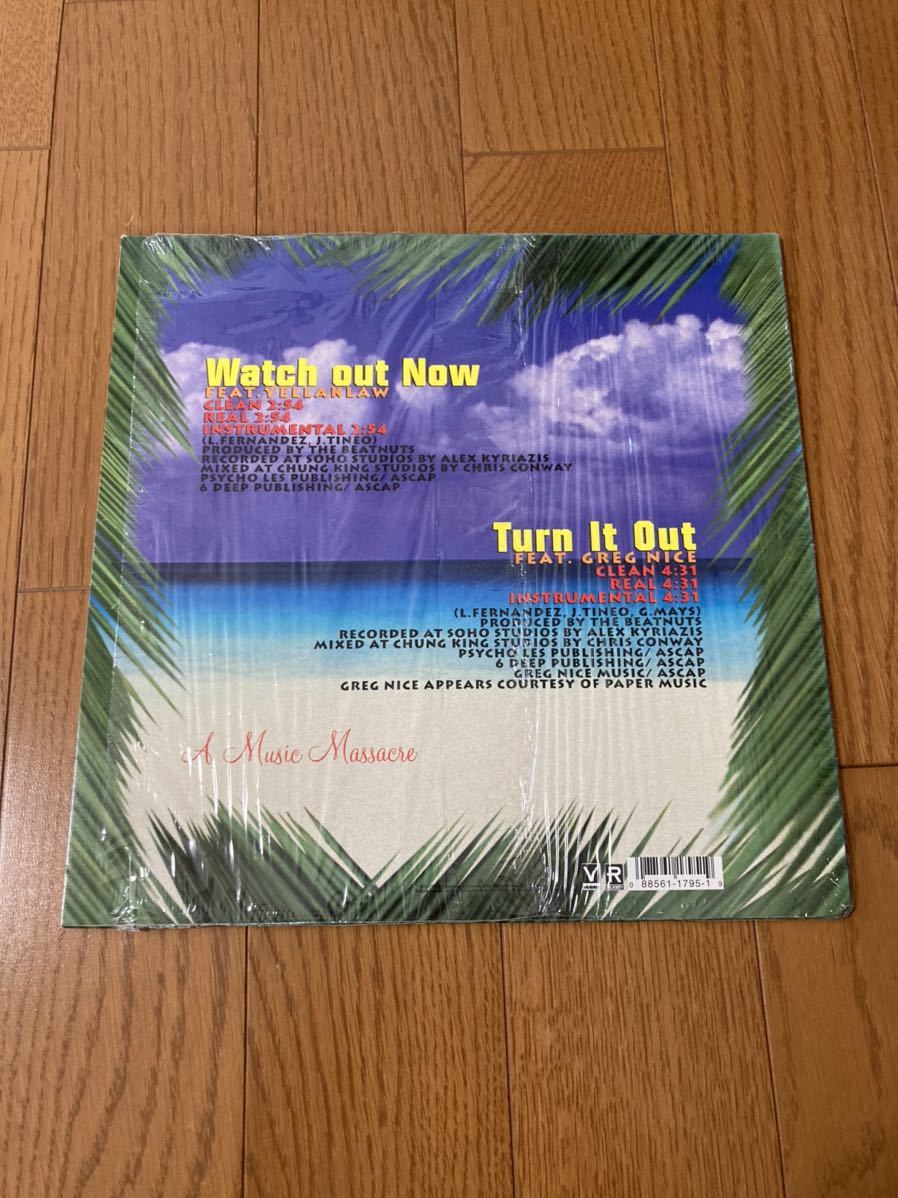 Watch out Now
FEAT. YELLAKLAW
CLEAN 2:54
REAL 2:54
INSTRUMENTAL 2:54
(L.FERNANDEZ, J.TINEO)
PRODUCED BY THE BEATNUTS
RECORDED AT SOHO STUDIOS BY ALEX KYRIAZIS
MIXED AT CHUNG KING STUDIOS BY CHRIS CONWAY
PSYCHO LES PUBLISHING/ ASCAP
6 DEEP PUBLISHING/ ASCAP
Turn It Out
FEAT. GREG NICE
CLEAN 4:31
REAL 4:31
INSTRUMENTAL 4:31
(L.FERNANDEZ, J.TINEO, G.MAYS)
PRODUCED BY THE BEATNUTS
RECORDED AT SOHO STUDIOS BY ALEX KYRIAZIS
MIXED AT CHUNG KING STUDIOS BY CHRIS CONWAY
PSYCHO LES PUBLISHING/ ASCAP
6 DEEP PUBLISHING/ ASCAP
GREG NICE MUSIC/ ASCAP
GREG NICE APPEARS COURTESY OF PAPER MUSIC
A Music Massacre
V R
0 88561-1795-1 9